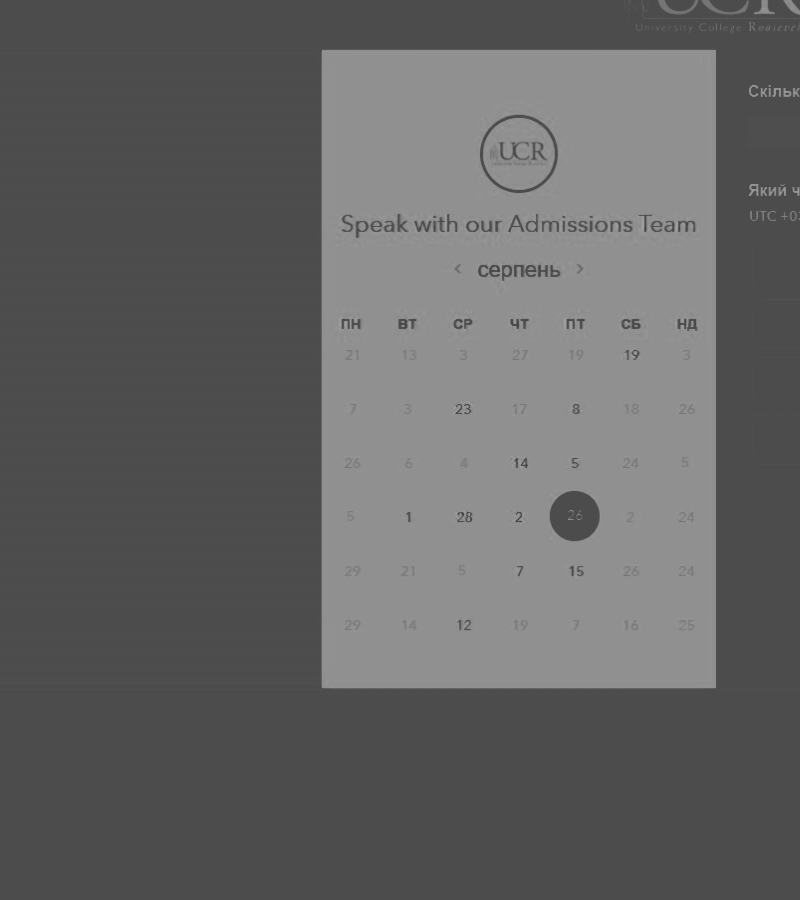 UCR
University College Roosevel
UCR
Speak with our Admissions Team
‹ серпень ›
ПН ВТ СР ЧТ ПТ СБ НД
21 13 3 27 19 19 3
7 3 23 17 8 18 26
26 6 4 14 5 24 5
5 1 28 2 26 2 24
29 21 5 7 15 26 24
29 14 12 19 7 16 25
Скільк
Який ч
UTC +03